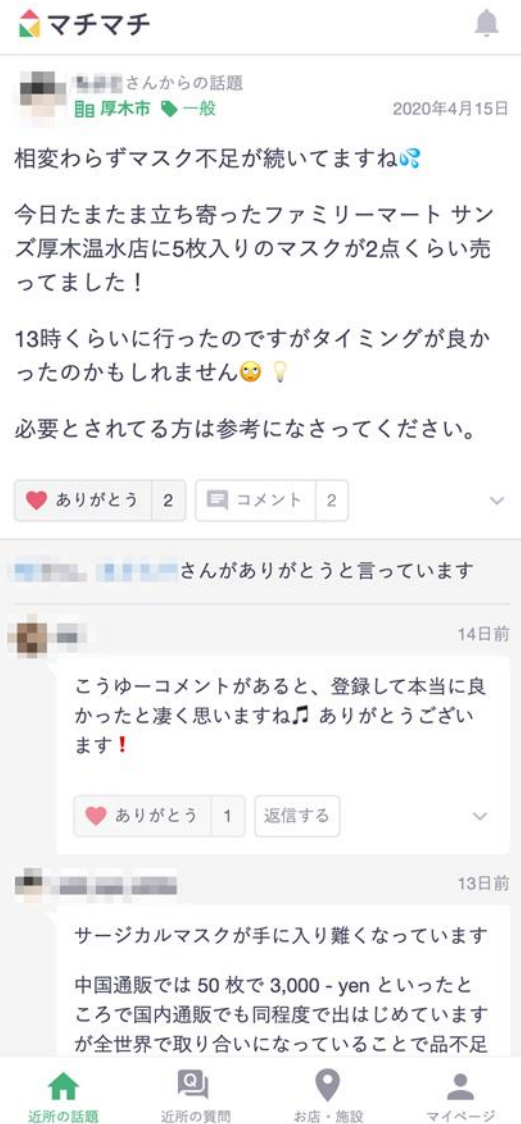 マチマチ
さんからの話題
厚木市 一般 2020年4月15日
相変わらずマスク不足が続いてますね💦
今日たまたま立ち寄ったファミリーマート サン
ズ厚木温水店に5枚入りのマスクが2点くらい売
ってました！
13時くらいに行ったのですがタイミングが良か
ったのかもしれません🙄💡
必要とされてる方は参考になさってください。
ありがとう 2 コメント 2
さんがありがとうと言っています
14日前
こうゆーコメントがあると、登録して本当に良
かったと凄く思いますね🎵 ありがとうござい
ます❗
ありがとう 1 返信する
13日前
サージカルマスクが手に入り難くなっています
中国通販では 50 枚で 3,000 - yen といったと
ころで国内通販でも同程度で出はじめています
が全世界で取り合いになっていることで品不足
近所の話題 近所の質問 お店・施設 マイページ